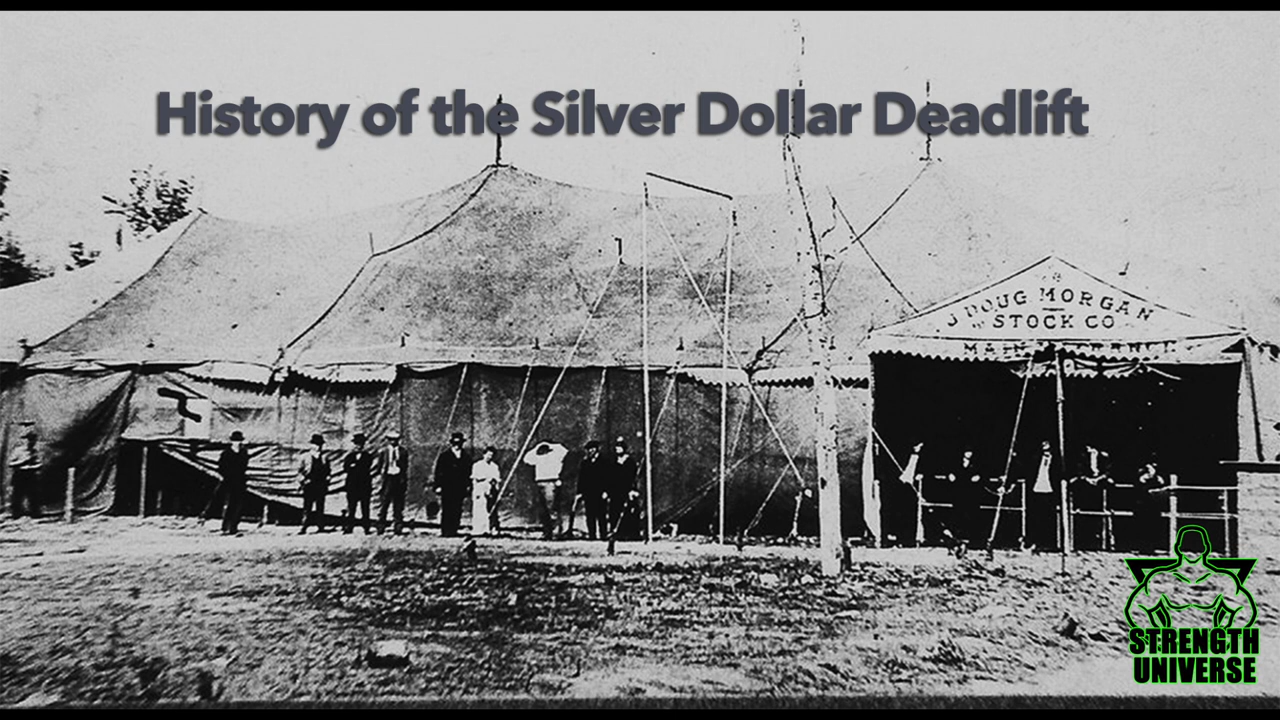 History of the Silver Dollar Deadlift
J DOUG MORGAN
STOCK CO
STRENGTH
UNIVERSE